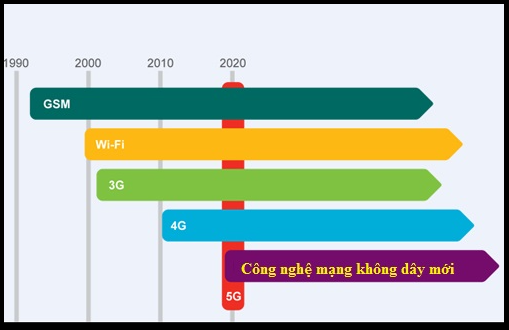 1990 2000 2010 2020
GSM
Wi-Fi
3G
4G
Công nghệ mạng không dây mới
5G